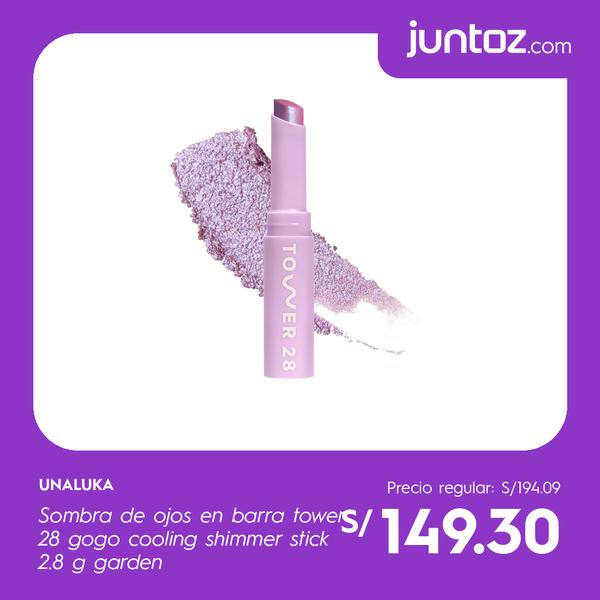 juntoz.com
TOWER 28
UNALUKA
Sombra de ojos en barra tower
28 gogo cooling shimmer stick
2.8 g garden
Precio regular: S/194.09
S/ 149.30